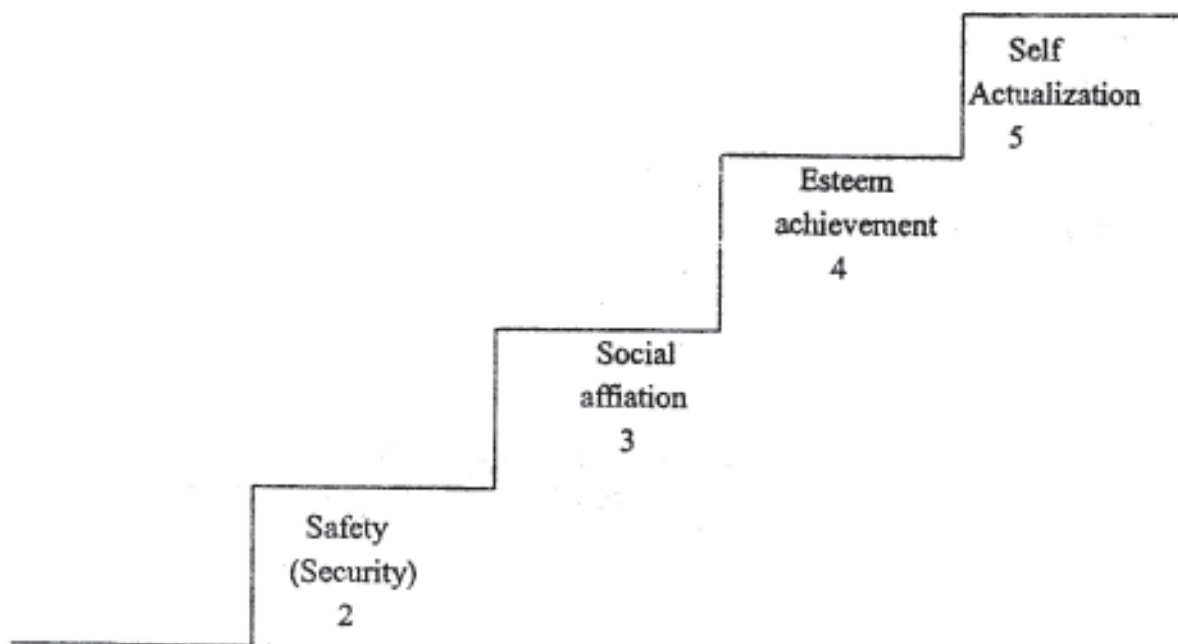 Self
Actualization
5
Esteem
achievement
4
Social
affiation
3
Safety
(Security)
2